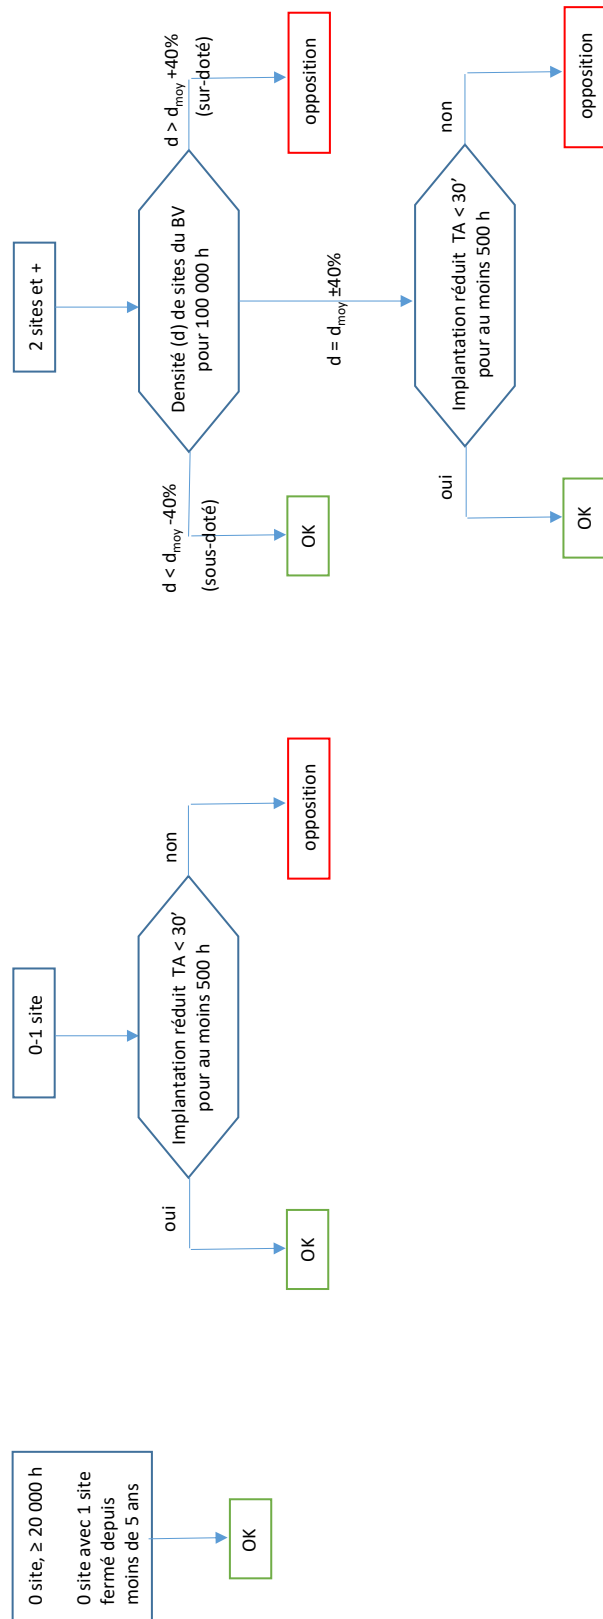 0 site, ≥ 20 000 h
0 site avec 1 site
fermé depuis
moins de 5 ans
OK
0-1 site
Implantation réduit TA < 30’
pour au moins 500 h
oui
non
OK
opposition
2 sites et +
Densité (d) de sites du BV
pour 100 000 h
d < dmoy -40%
(sous-doté)
d > dmoy +40%
(sur-doté)
OK
opposition
d = dmoy ±40%
Implantation réduit TA < 30’
pour au moins 500 h
oui
non
OK
opposition